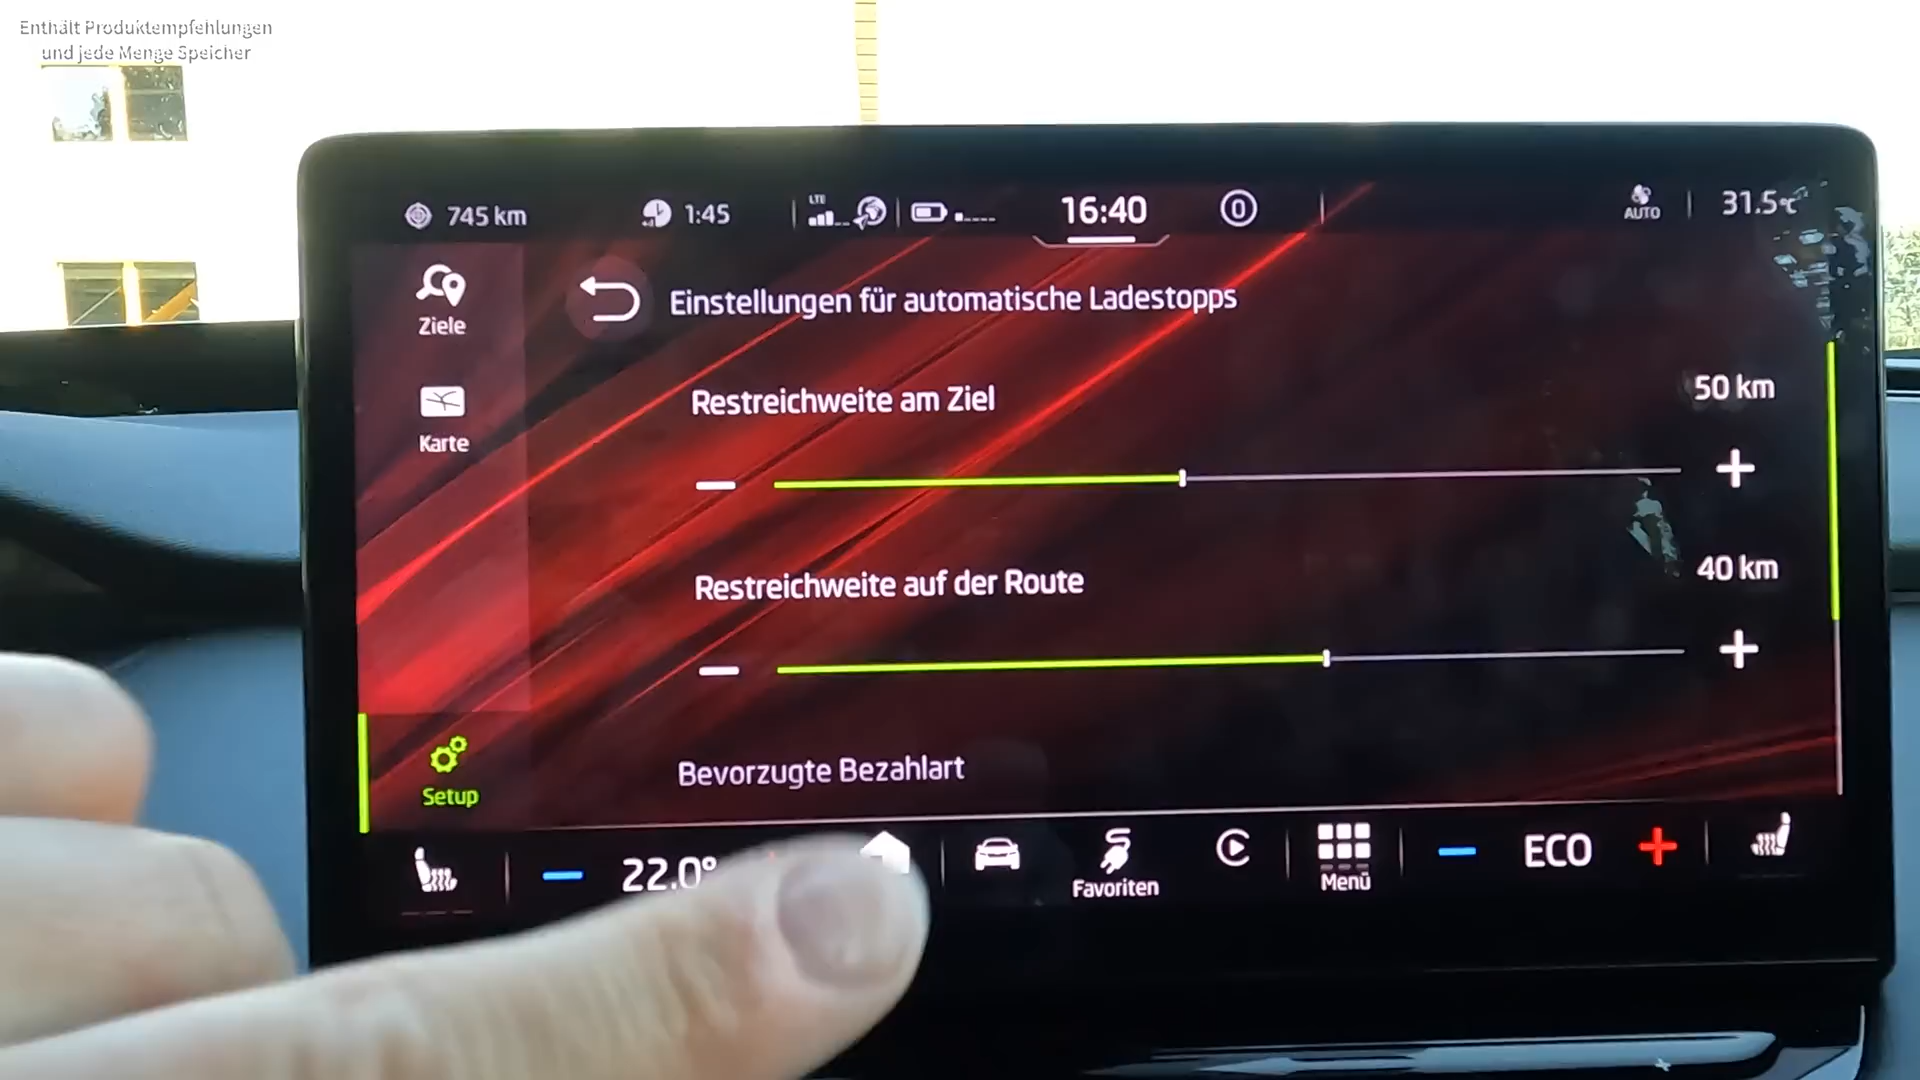 Enthält Produktempfehlungen
und jede Menge Speicher
745 km
1:45
LTE
16:40
0
AUTO
31.5°C
Ziele
Einstellungen für automatische Ladestopps
Karte
Restreichweite am Ziel
50 km
Restreichweite auf der Route
40 km
Bevorzugte Bezahlart
Setup
22.0°
Favoriten
Menü
ECO